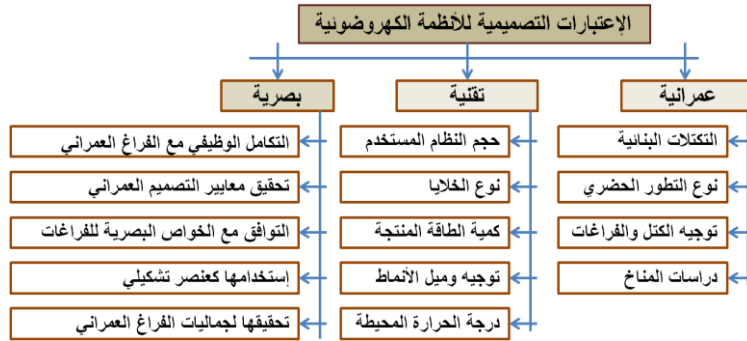 الإعتبارات التصميمية للأنظمة الكهروضوئية
عمرانية
التكتلات البنائية
نوع التطور الحضري
توجيه الكتل والفراغات
دراسات المناخ
تقنية
حجم النظام المستخدم
نوع الخلايا
كمية الطاقة المنتجة
توجيه وميل الأنماط
درجة الحرارة المحيطة
بصرية
التكامل الوظيفي مع الفراغ العمراني
تحقيق معايير التصميم العمراني
التوافق مع الخواص البصرية للفراغات
إستخدامها كعنصر تشكيلي
تحقيقها لجماليات الفراغ العمراني